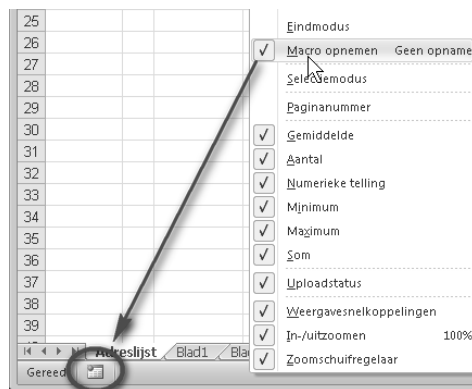 25
26
27
28
29
30
31
32
33
34
35
36
37
38
39
Adreslijst Blad1
Gereed
Eindmodus
Macro opnemen Geen opname
Selectiemodus
Paginanummer
Gemiddelde
Aantal
Numerieke telling
Minimum
Maximum
Som
Uploadstatus
Weergavesnelkoppelingen
In-/uitzoomen 100%
Zoomschuifregelaar